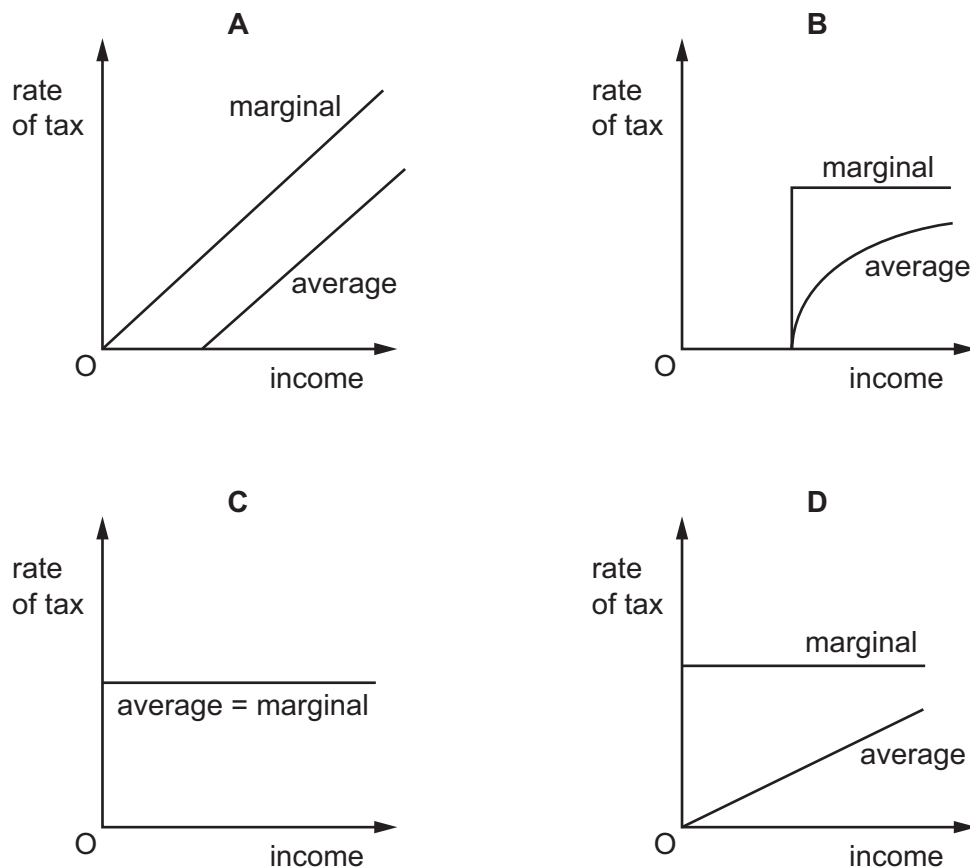 A
rate
of tax
marginal
average
O
income
B
rate
of tax
marginal
average
O
income
C
rate
of tax
average = marginal
O
income
D
rate
of tax
marginal
average
O
income